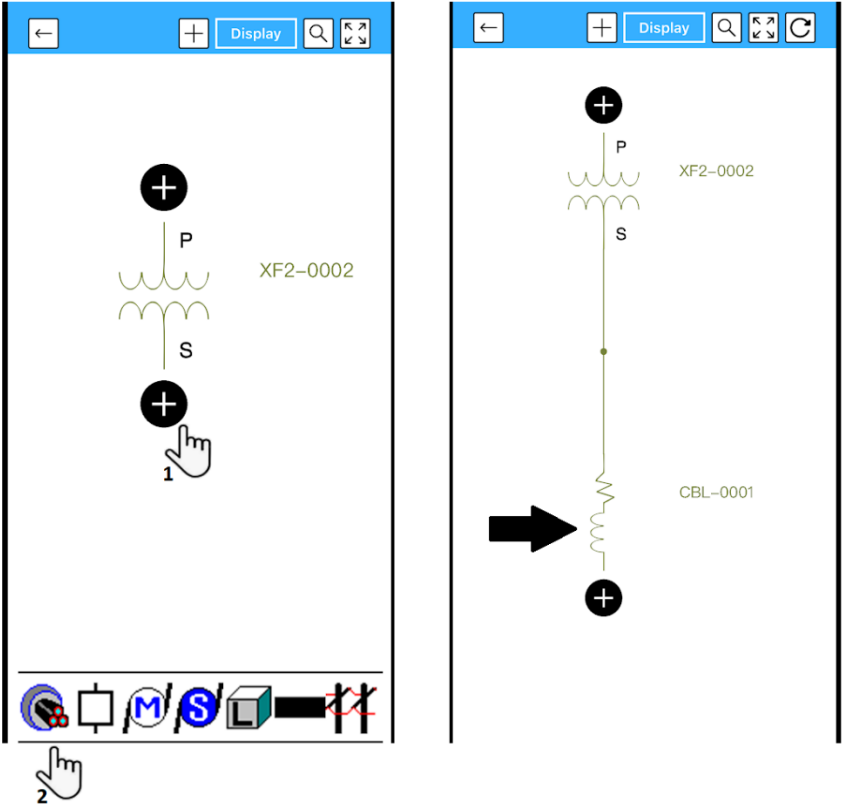 Display
P
XF2-0002
S
1
M S L
2
Display
P
XF2-0002
S
CBL-0001